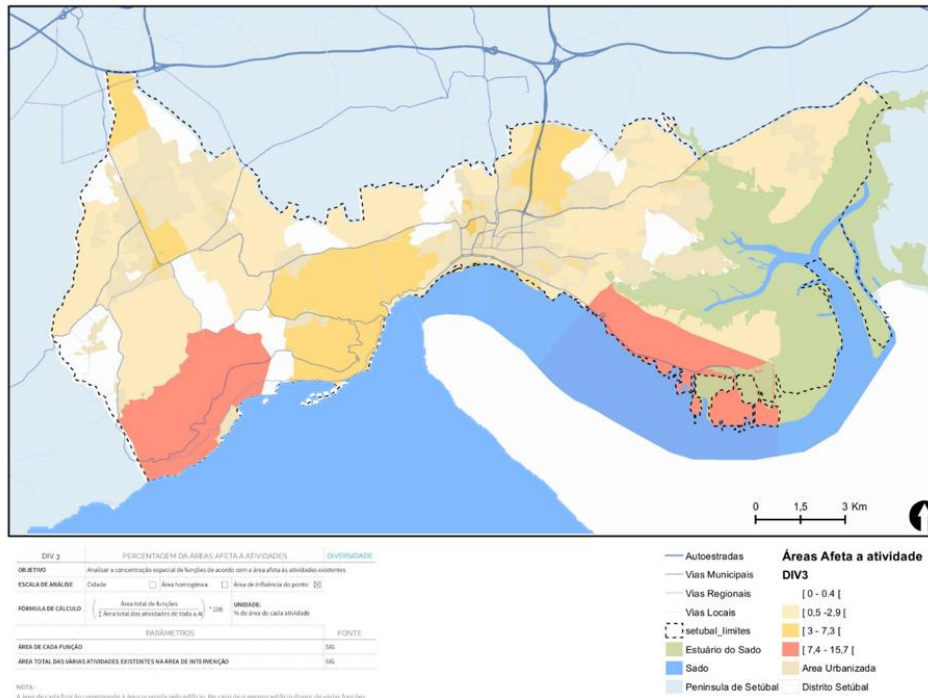 0 1,5 3 Km
DIV 3 PERCENTAGEM DA ÁREAS AFETA A ATIVIDADES DIVERSIDADE
OBJETIVO Analisar a concentração espacial de funções de acordo com a área afeta às atividades existentes
ESCALA DE ANÁLISE Cidade Área homogénea Área de influência do ponto
FÓRMULA DE CÁLCULO Área total de funções
Σ Área total das atividades de toda a AI * 100
UNIDADE:
% de área de cada atividade
PARÂMETROS FONTE
ÁREA DE CADA FUNÇÃO SIG
ÁREA TOTAL DAS VÁRIAS ATIVIDADES EXISTENTES NA ÁREA DE INTERVENÇÃO SIG
NOTA:
Autoestradas
Vias Municipais
Vias Regionais
Vias Locais
setubal_limites
Estuário do Sado
Sado
Peninsula de Setúbal
Áreas Afeta a atividade
DIV3
[ 0 - 0.4 [
[ 0,5 -2,9 [
[ 3 - 7,3 [
[ 7,4 - 15,7 [
Area Urbanizada
Distrito Setúbal